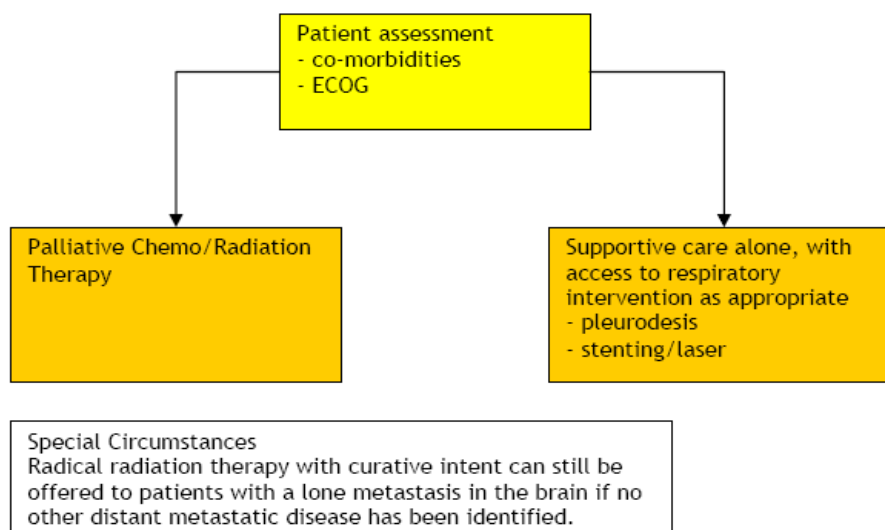 Patient assessment
- co-morbidities
- ECOG
Palliative Chemo/Radiation
Therapy
Supportive care alone, with
access to respiratory
intervention as appropriate
- pleurodesis
- stenting/laser
Special Circumstances
Radical radiation therapy with curative intent can still be
offered to patients with a lone metastasis in the brain if no
other distant metastatic disease has been identified.